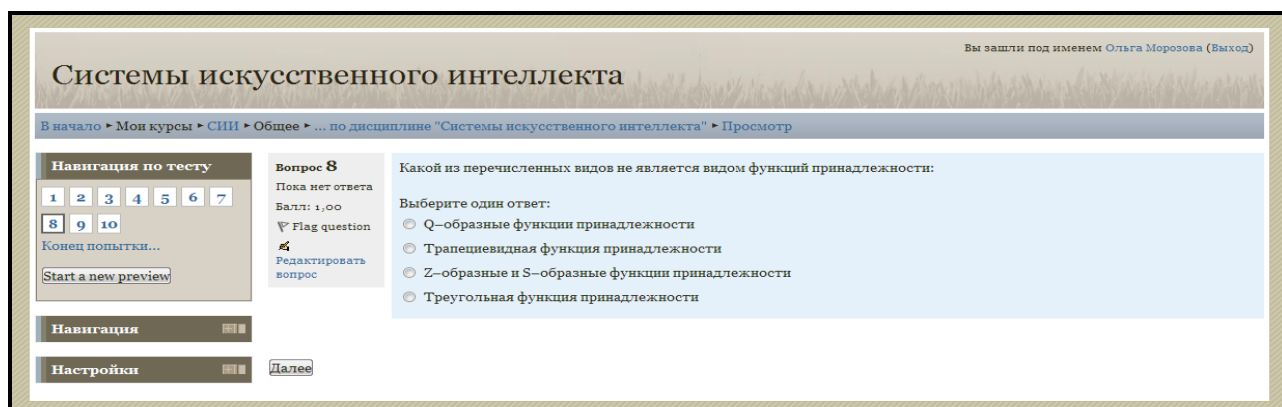 Вы зашли под именем Ольга Морозова (Выход)
Системы искусственного интеллекта
В начало ► Мои курсы ► СИИ ► Общее ► ... по дисциплине "Системы искусственного интеллекта" ► Просмотр
Навигация по тесту
1 2 3 4 5 6 7
8 9 10
Конец попытки...
Start a new preview
Навигация
Настройки
Вопрос 8
Пока нет ответа
Балл: 1,00
Flag question
Редактировать
вопрос
Какой из перечисленных видов не является видом функций принадлежности:
Выберите один ответ:
Q–образные функции принадлежности
Трапециевидная функция принадлежности
Z–образные и S–образные функции принадлежности
Треугольная функция принадлежности
Далее